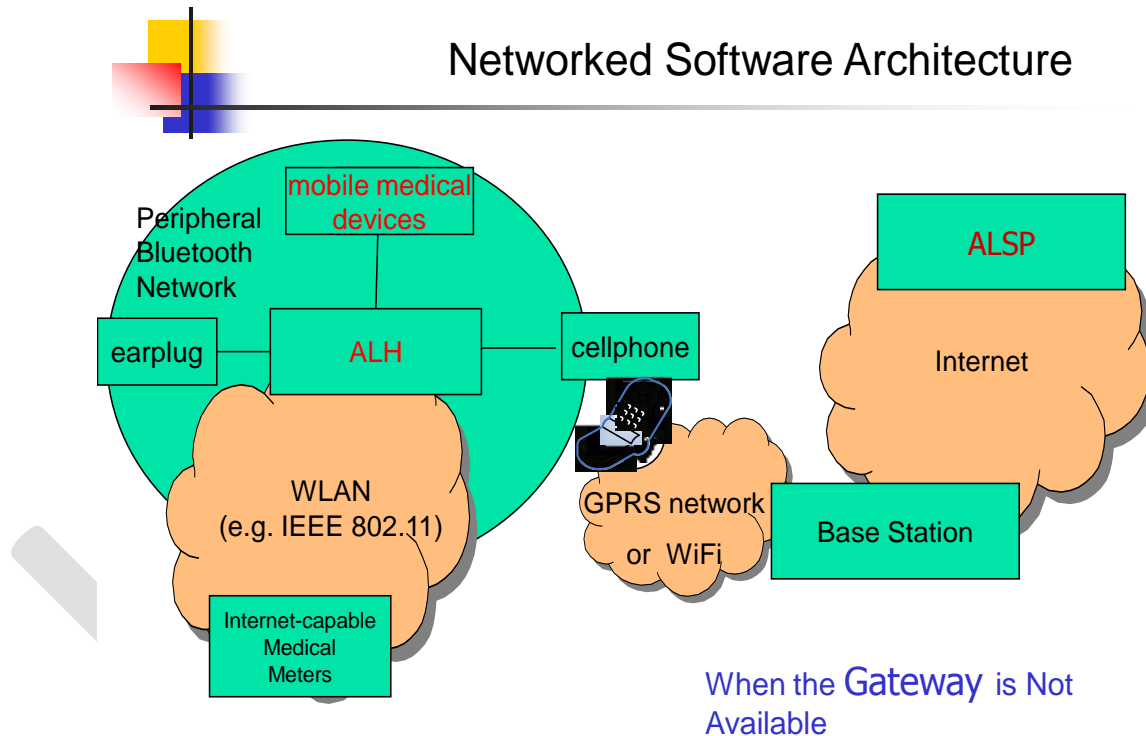 Networked Software Architecture
mobile medical
devices
Peripheral
Bluetooth
Network
earplug
ALH
cellphone
ALSP
Internet
WLAN
(e.g. IEEE 802.11)
GPRS network
or WiFi
Base Station
Internet-capable
Medical
Meters
When the Gateway is Not
Available